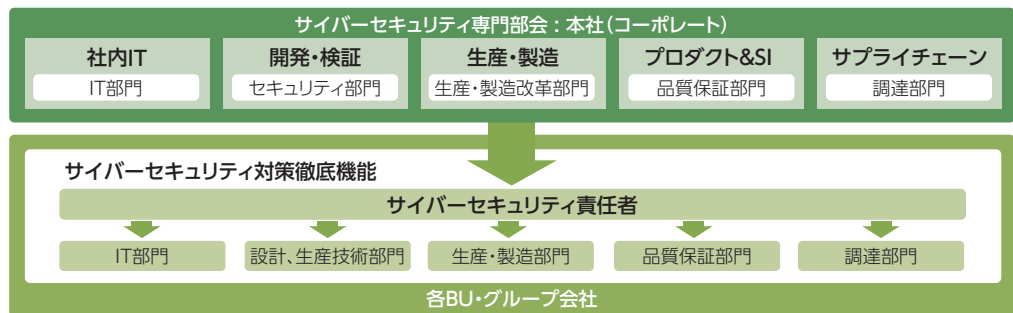 サイバーセキュリティ専門部会：本社（コーポレート）
社内IT
IT部門
開発・検証
セキュリティ部門
生産・製造
生産・製造改革部門
プロダクト&SI
品質保証部門
サプライチェーン
調達部門
サイバーセキュリティ対策徹底機能
サイバーセキュリティ責任者
IT部門
設計、生産技術部門
生産・製造部門
品質保証部門
調達部門
各BU・グループ会社